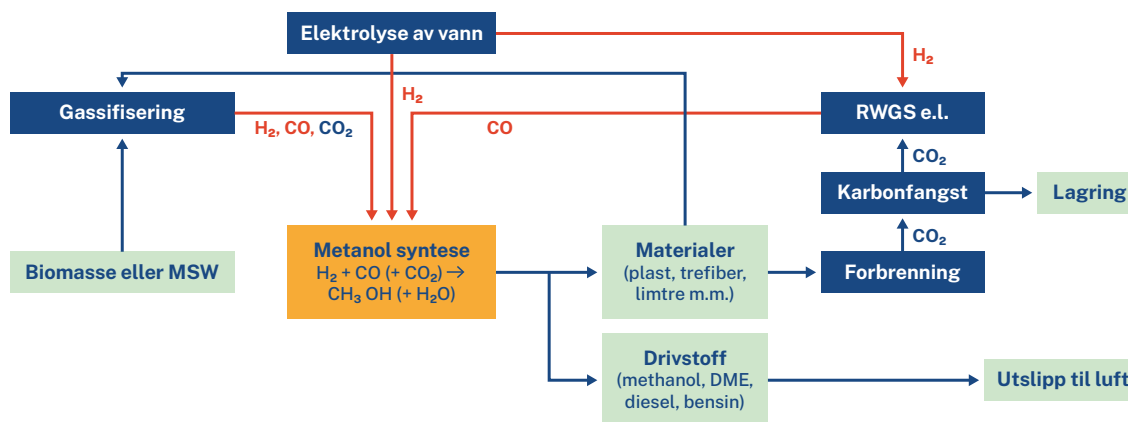 Elektrolyse av vann
H₂
Gassifisering
H₂
RWGS e.l.
H₂, CO, CO₂
CO
CO₂
Karbonfangst
Lagring
CO₂
Biomasse eller MSW
Metanol syntese
H₂ + CO (+ CO₂) →
CH₃ OH (+ H₂O)
Materialer
(plast, trefiber,
limtre m.m.)
Forbrenning
Drivstoff
(methanol, DME,
diesel, bensin)
Utslipp til luft